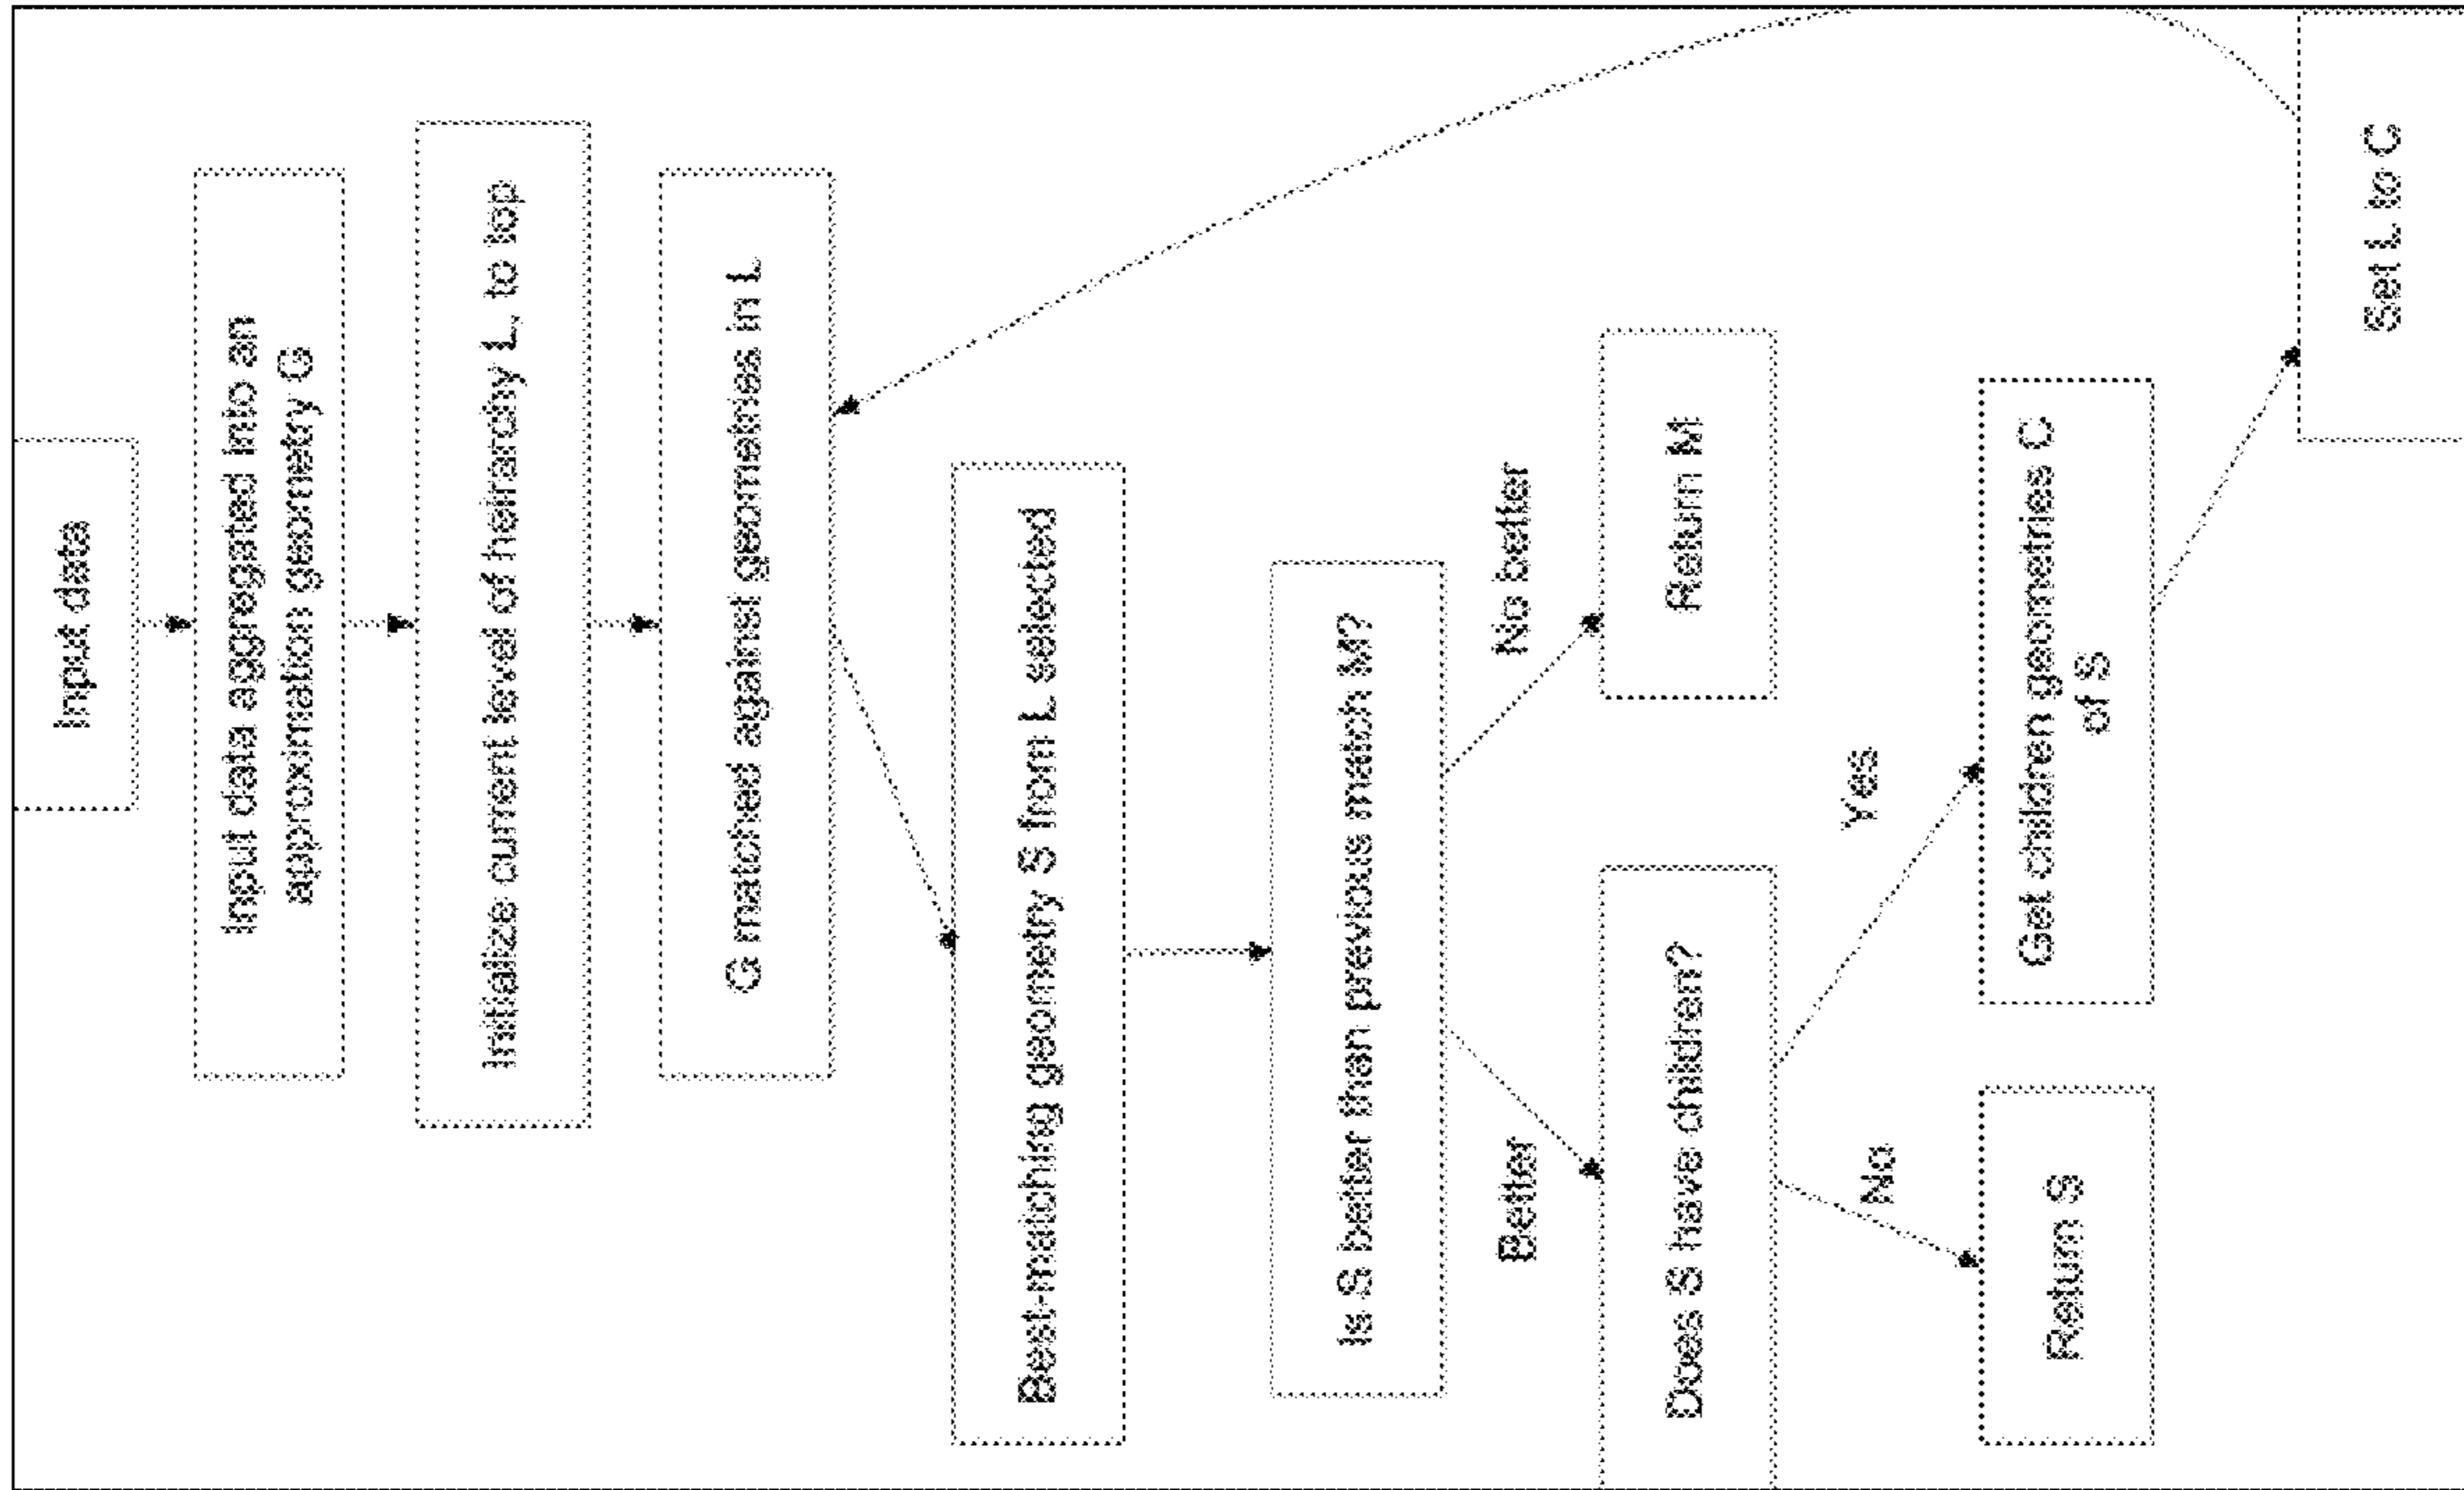 Input data
Input data aggregated into an
approximation geometry G
Initialize current level of heirarchy L, to top
G matched against geometries in L
Best-matching geometry S from L selected
Is S better than previous match M?
Better
No better
Does S have children?
Return M
No
Yes
Return S
Get children geometries C
of S
Set L to C